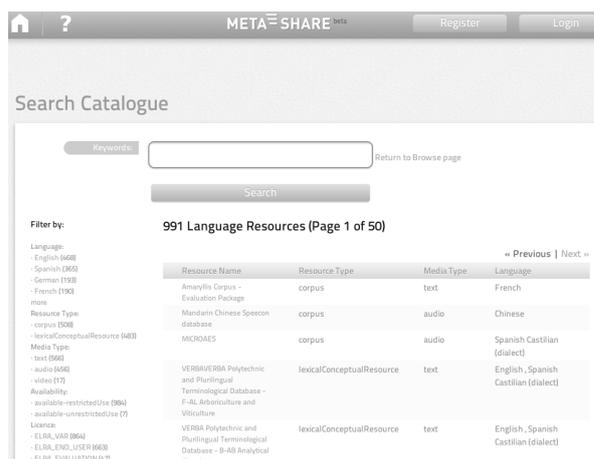 ?
META SHARE beta
Register
Login
Search Catalogue
Keywords:
Return to Browse page
Search
Filter by:
Language:
- English (468)
- Spanish (365)
- German (193)
- French (190)
more
Resource Type:
- corpus (508)
- lexicalConceptualResource (483)
Media Type:
- text (566)
- audio (456)
- video (17)
Availability:
- available-restrictedUse (984)
- available-unrestrictedUse (7)
Licence:
- ELRA_VAR (864)
- ELRA_END_USER (663)
- ELRA_EVALUATION
991 Language Resources (Page 1 of 50)
« Previous | Next »
Resource Name Resource Type Media Type Language
Amaryllis Corpus - corpus text French
Evaluation Package
Mandarin Chinese Speecon corpus audio Chinese
database
MICROAES corpus audio Spanish Castilian
(dialect)
VERBAVERBA Polytechnic lexicalConceptualResource text English , Spanish
and Plurilingual Castilian (dialect)
Terminological Database -
F-AL Arboriculture and
Viticulture
VERBA Polytechnic and lexicalConceptualResource text English , Spanish
Plurilingual Terminological Castilian (dialect)
Database - B-AB Analytical